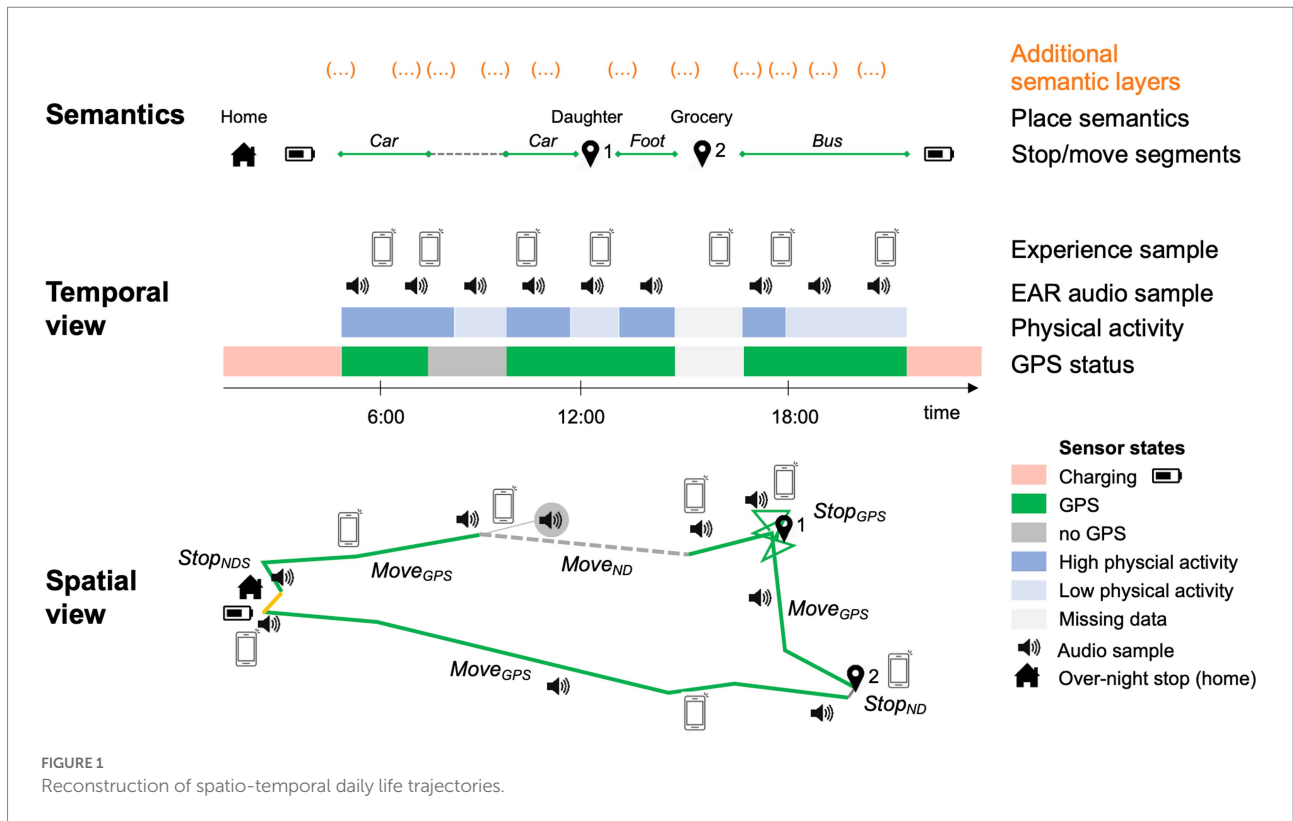 (...) (...) (...) (...) (...) (...) (...) (...) (...) (...) (...)
Additional
semantic layers
Semantics
Home
Daughter
Grocery
Place semantics
Car
Car
1
Foot
2
Bus
Stop/move segments
Temporal
view
Experience sample
EAR audio sample
Physical activity
GPS status
6:00
12:00
18:00
time
Spatial
view
StopNDS
MoveGPS
MoveND
StopGPS
1
MoveGPS
MoveGPS
2
StopND
Sensor states
Charging
GPS
no GPS
High physcial activity
Low physical activity
Missing data
Audio sample
Over-night stop (home)
FIGURE 1
Reconstruction of spatio-temporal daily life trajectories.